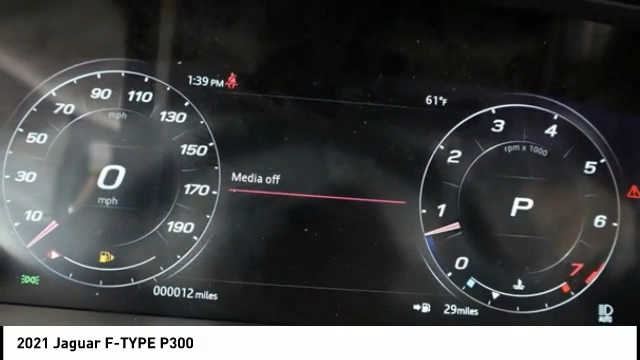 1:39 PM
61°F
90 110
70 130
mph
50 150
30 170
10 190
0
mph
Media off
3 4
2 5
rpm x 1000
1 6
0 7
P
000012 miles
29 miles
AUTO
2021 Jaguar F-TYPE P300